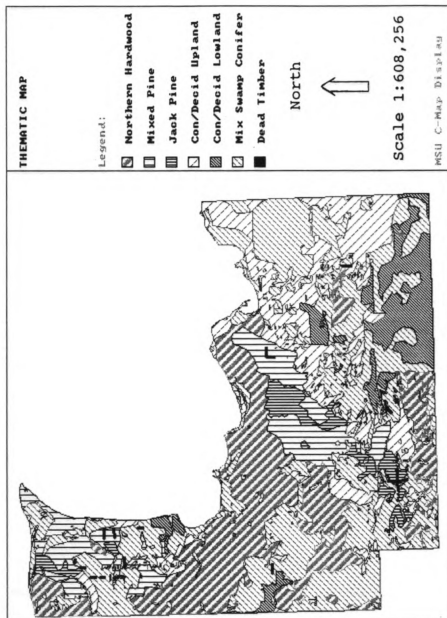 THEMATIC MAP
Legend:
Northern Hardwood
Mixed Pine
Jack Pine
Con/Decid Upland
Con/Decid Lowland
Mix Swamp Conifer
Dead Timber
North
Scale 1:608,256
MSU C-Map Display